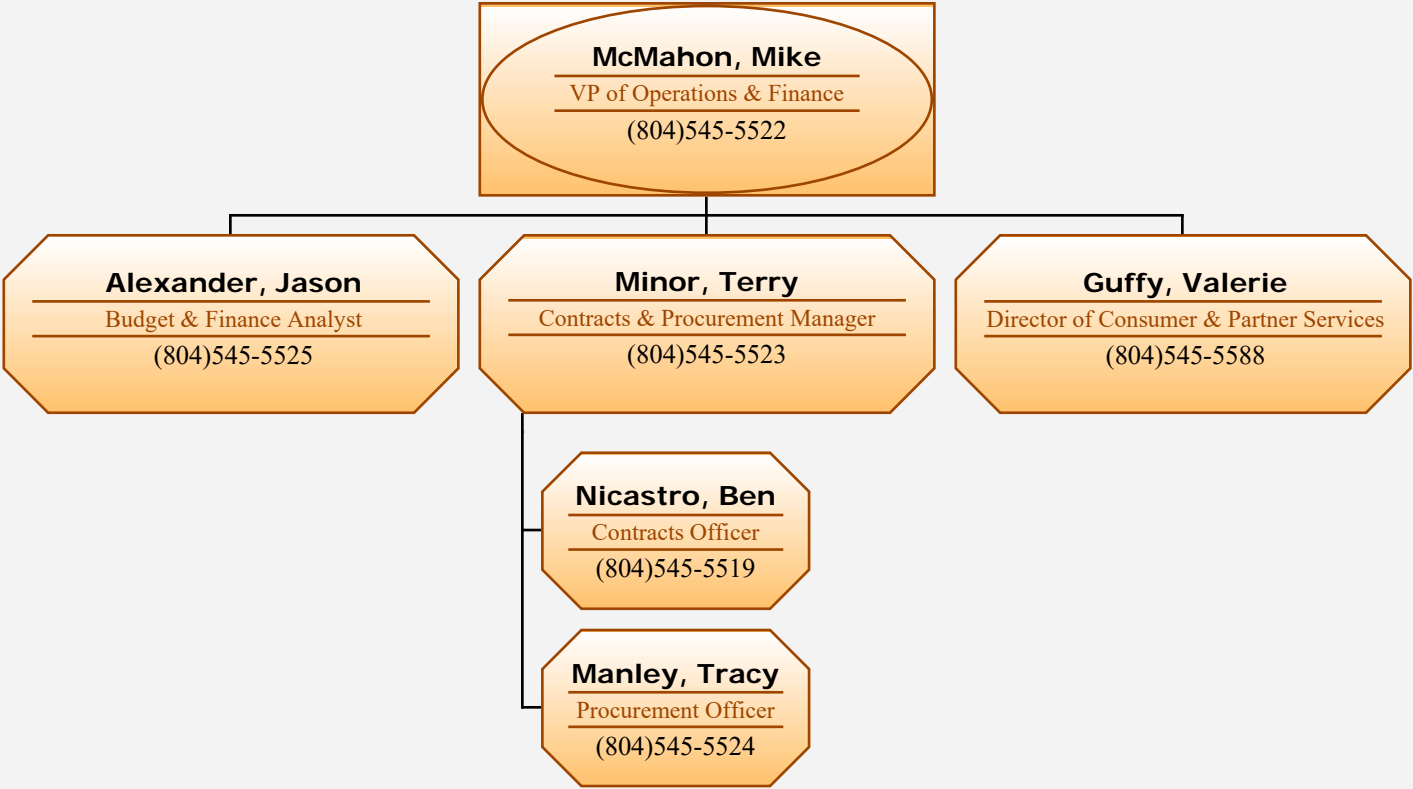 McMahon, Mike
VP of Operations & Finance
(804)545-5522
Alexander, Jason
Budget & Finance Analyst
(804)545-5525
Minor, Terry
Contracts & Procurement Manager
(804)545-5523
Guffy, Valerie
Director of Consumer & Partner Services
(804)545-5588
Nicastro, Ben
Contracts Officer
(804)545-5519
Manley, Tracy
Procurement Officer
(804)545-5524